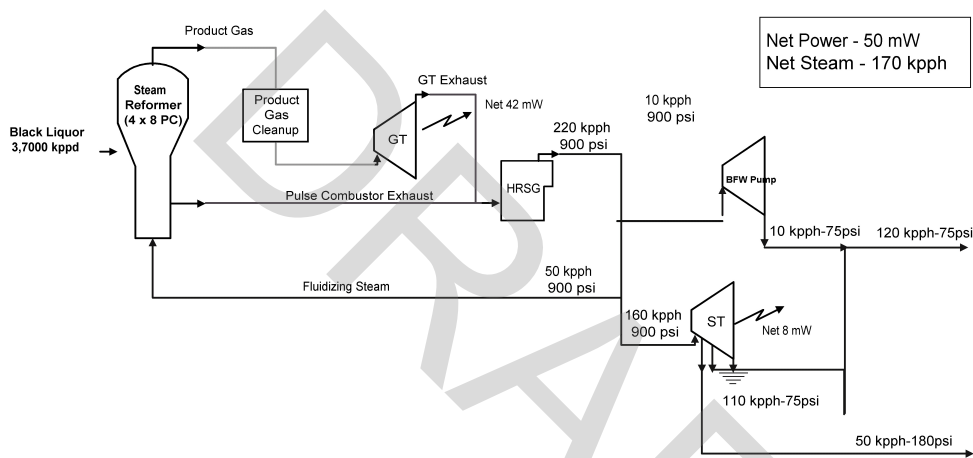 Product Gas
Net Power - 50 mW
Net Steam - 170 kpph
Steam
Reformer
(4 x 8 PC)
GT Exhaust
Product
Gas
Cleanup
Net 42 mW
10 kpph
900 psi
Black Liquor
3,7000 kppd
GT
220 kpph
900 psi
BFW Pump
Pulse Combustor Exhaust
HRSG
10 kpph-75psi
120 kpph-75psi
50 kpph
900 psi
Fluidizing Steam
160 kpph
900 psi
ST
Net 8 mW
110 kpph-75psi
50 kpph-180psi
DRAF